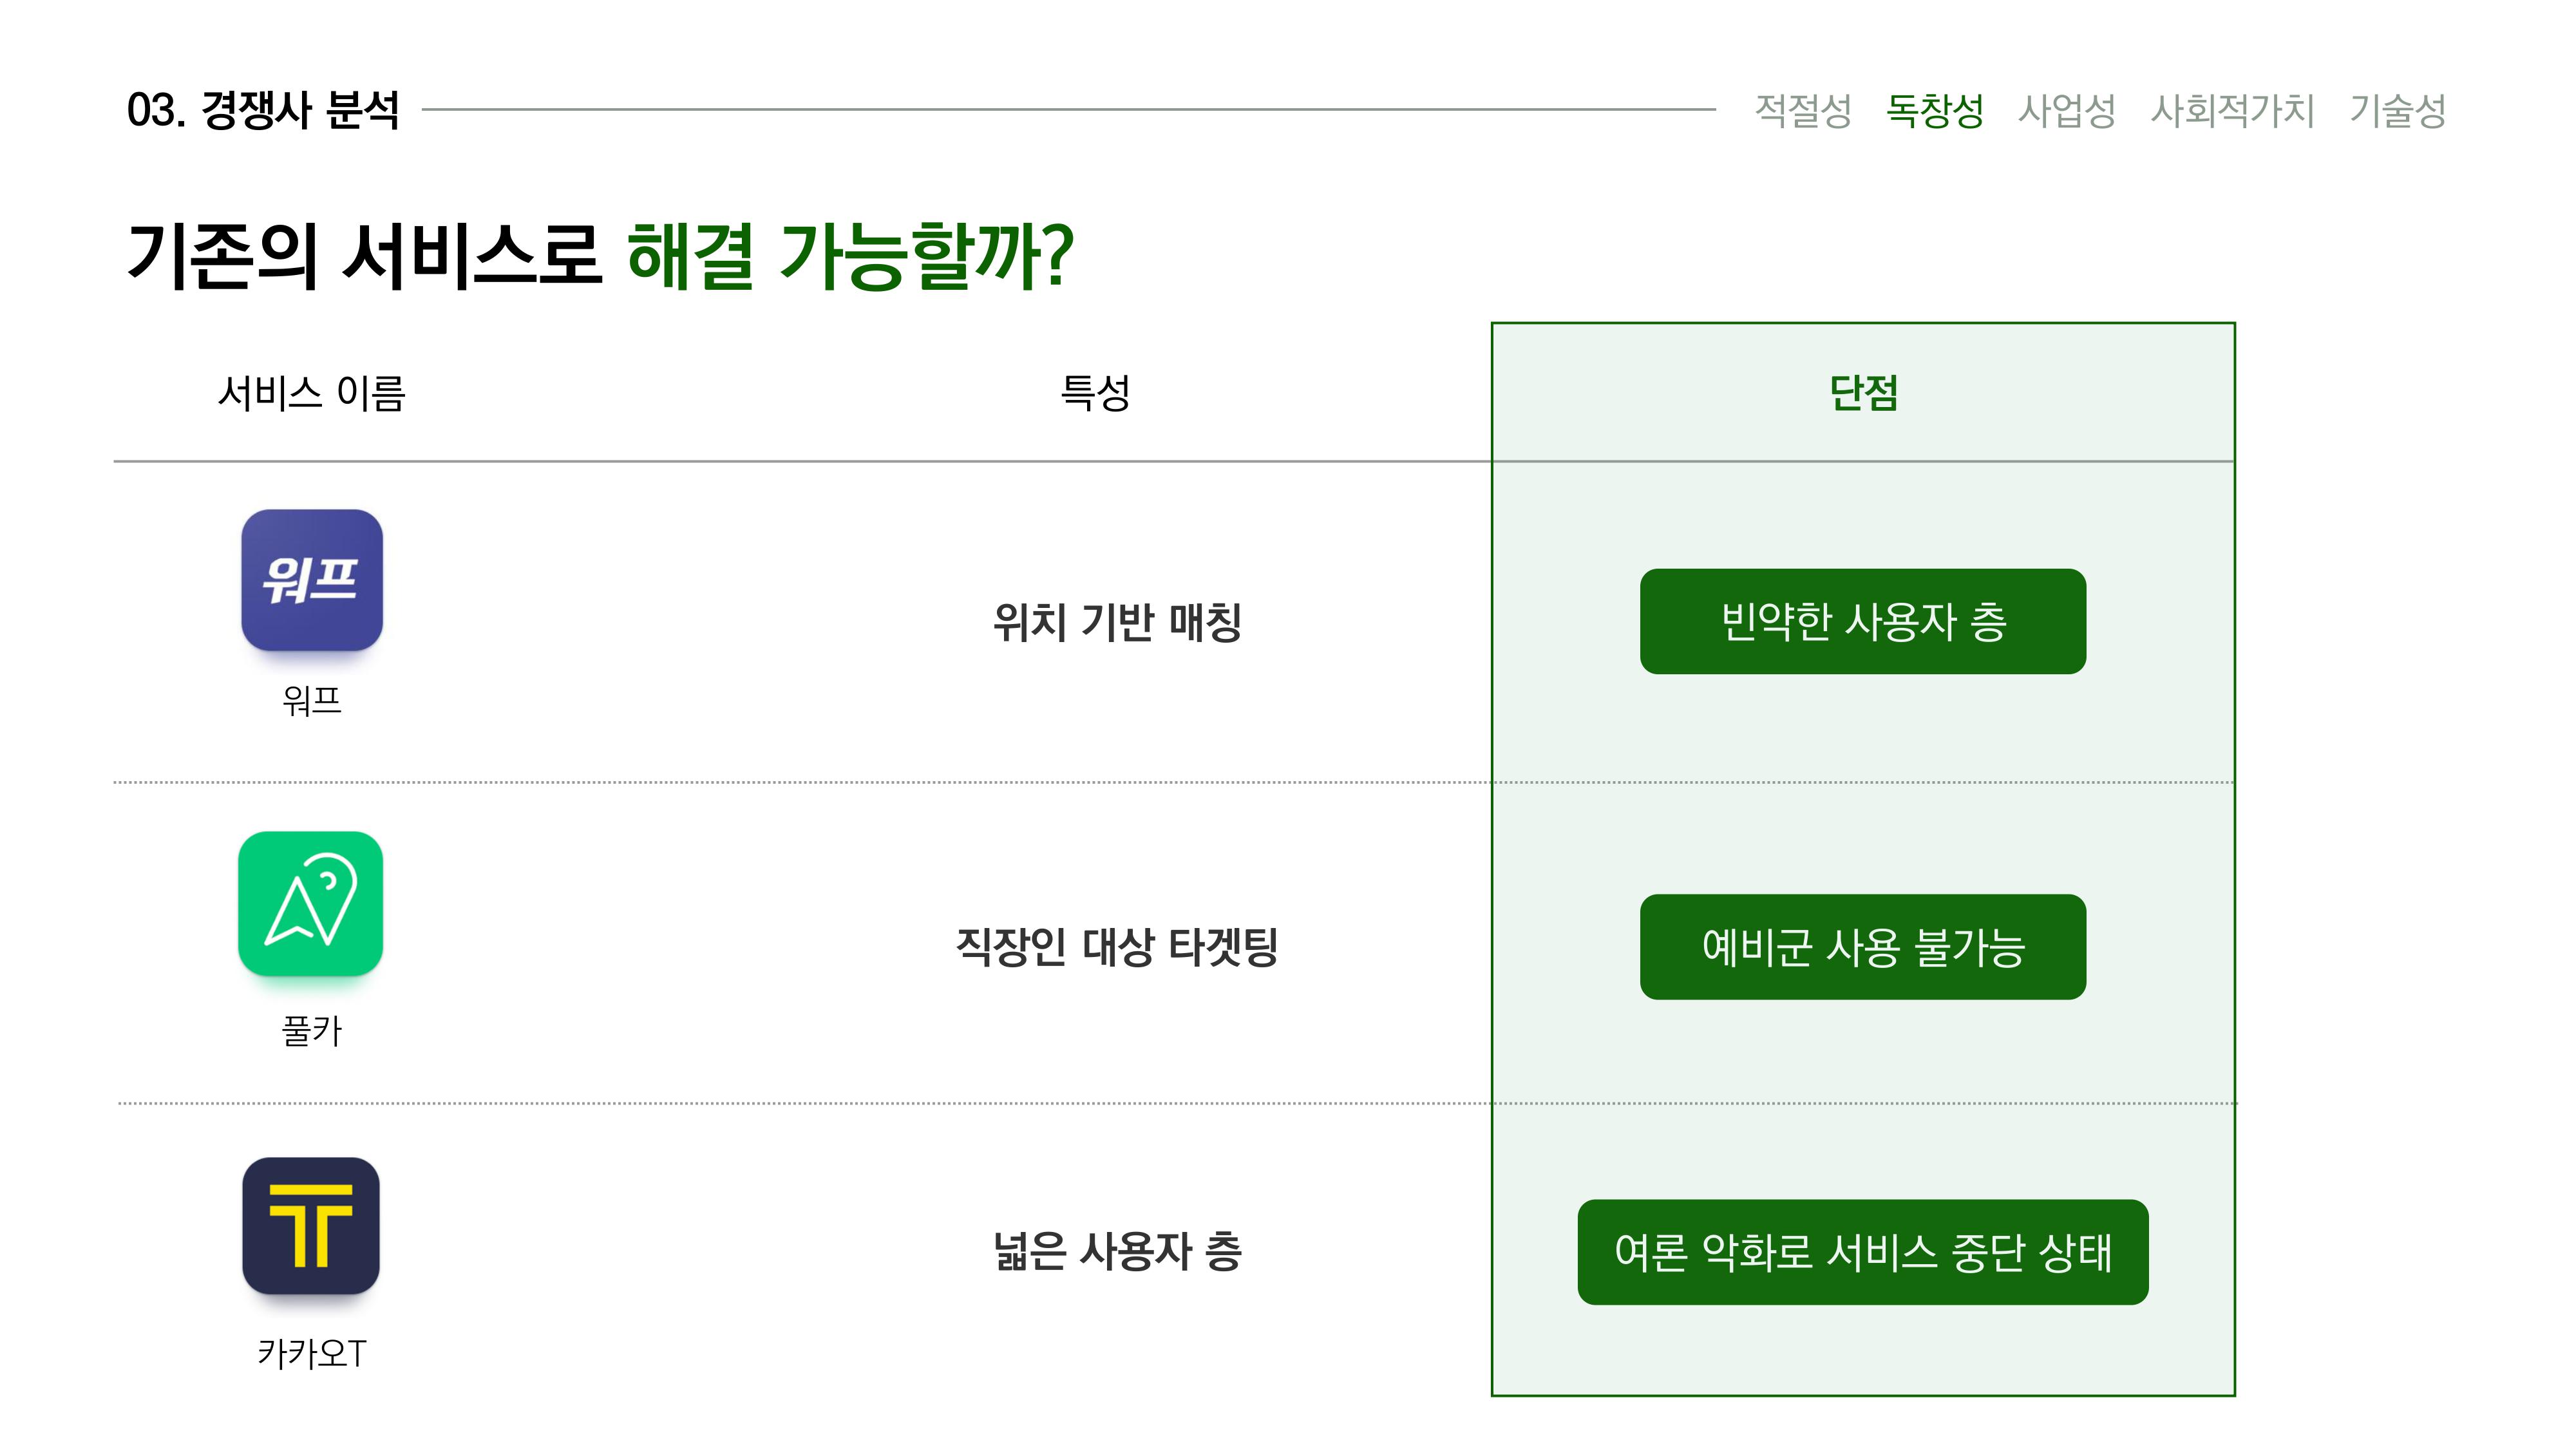 03. 경쟁사 분석
적절성 독창성 사업성 사회적가치 기술성
기존의 서비스로 해결 가능할까?
서비스 이름 특성 단점
워프
워프
위치 기반 매칭
빈약한 사용자 층
풀카
직장인 대상 타겟팅
예비군 사용 불가능
카카오T
넓은 사용자 층
여론 악화로 서비스 중단 상태